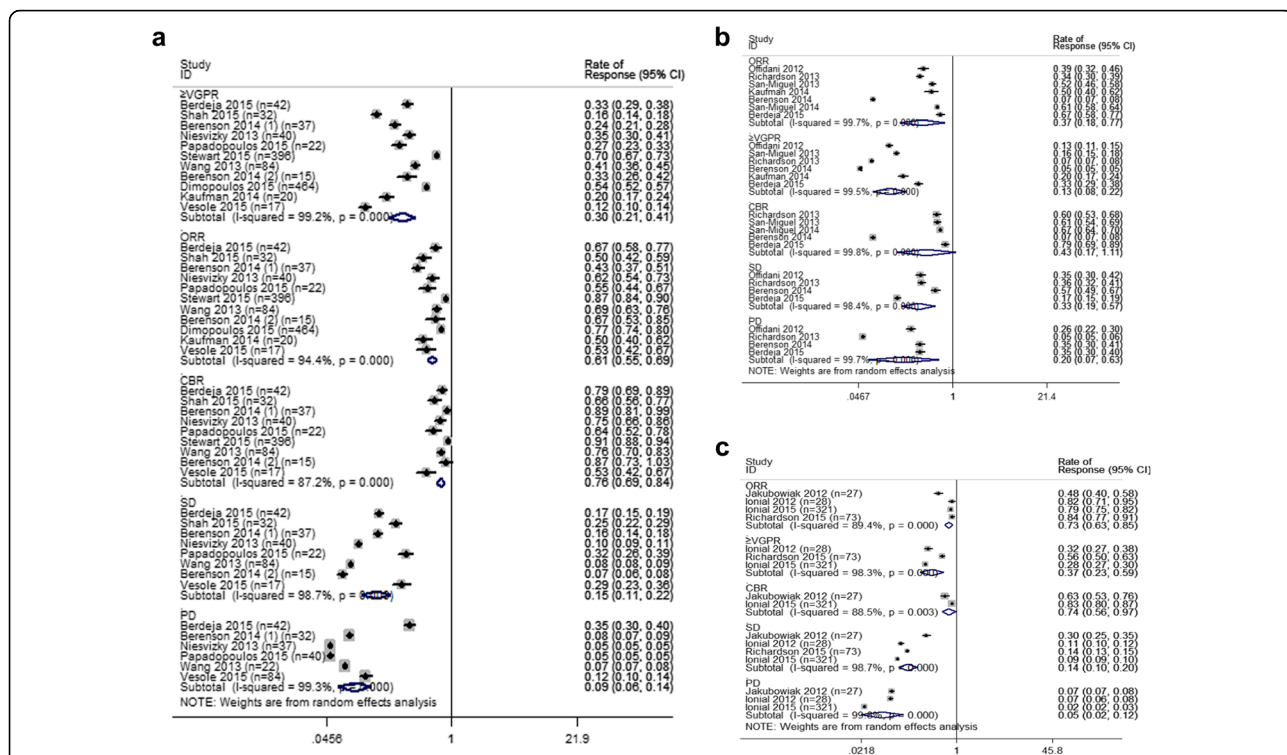 a
Study ID Rate of Response (95% CI)
≥VGPR
Berdeja 2015 (n=42) 0.33 (0.29, 0.38)
Shah 2015 (n=32) 0.16 (0.14, 0.18)
Berenson 2014 (1) (n=37) 0.24 (0.21, 0.28)
Niesvizky 2013 (n=40) 0.35 (0.30, 0.41)
Papadopoulos 2015 (n=22) 0.27 (0.23, 0.33)
Stewart 2015 (n=396) 0.70 (0.67, 0.73)
Wang 2013 (n=84) 0.41 (0.36, 0.45)
Berenson 2014 (2) (n=15) 0.33 (0.26, 0.42)
Dimopoulos 2015 (n=464) 0.54 (0.52, 0.57)
Kaufman 2014 (n=20) 0.20 (0.17, 0.24)
Vesole 2015 (n=17) 0.12 (0.10, 0.14)
Subtotal (I-squared = 99.2%, p = 0.000) 0.30 (0.21, 0.41)
ORR
Berdeja 2015 (n=42) 0.67 (0.58, 0.77)
Shah 2015 (n=32) 0.50 (0.42, 0.59)
Berenson 2014 (1) (n=37) 0.43 (0.37, 0.51)
Niesvizky 2013 (n=40) 0.62 (0.54, 0.73)
Papadopoulos 2015 (n=22) 0.55 (0.44, 0.67)
Stewart 2015 (n=396) 0.87 (0.84, 0.90)
Wang 2013 (n=84) 0.69 (0.63, 0.76)
Berenson 2014 (2) (n=15) 0.67 (0.53, 0.85)
Dimopoulos 2015 (n=464) 0.77 (0.74, 0.80)
Kaufman 2014 (n=20) 0.50 (0.40, 0.62)
Vesole 2015 (n=17) 0.53 (0.42, 0.67)
Subtotal (I-squared = 94.4%, p = 0.000) 0.61 (0.55, 0.69)
CBR
Berdeja 2015 (n=42) 0.79 (0.69, 0.89)
Shah 2015 (n=32) 0.66 (0.56, 0.77)
Berenson 2014 (1) (n=37) 0.89 (0.81, 0.99)
Niesvizky 2013 (n=40) 0.75 (0.66, 0.86)
Papadopoulos 2015 (n=22) 0.64 (0.52, 0.78)
Stewart 2015 (n=396) 0.91 (0.88, 0.94)
Wang 2013 (n=84) 0.76 (0.70, 0.83)
Berenson 2014 (2) (n=15) 0.87 (0.73, 1.03)
Vesole 2015 (n=17) 0.53 (0.42, 0.67)
Subtotal (I-squared = 87.2%, p = 0.000) 0.76 (0.69, 0.84)
SD
Berdeja 2015 (n=42) 0.17 (0.15, 0.19)
Shah 2015 (n=32) 0.25 (0.22, 0.29)
Berenson 2014 (1) (n=37) 0.16 (0.14, 0.18)
Niesvizky 2013 (n=40) 0.10 (0.09, 0.11)
Papadopoulos 2015 (n=22) 0.32 (0.26, 0.39)
Wang 2013 (n=84) 0.08 (0.08, 0.09)
Berenson 2014 (2) (n=15) 0.07 (0.06, 0.08)
Vesole 2015 (n=17) 0.29 (0.23, 0.36)
Subtotal (I-squared = 98.7%, p = 0.15 (0.11, 0.22)
PD
Berdeja 2015 (n=42) 0.35 (0.30, 0.40)
Berenson 2014 (1) (n=32) 0.08 (0.07, 0.09)
Niesvizky 2013 (n=37) 0.05 (0.05, 0.05)
Papadopoulos 2015 (n=40) 0.05 (0.05, 0.05)
Wang 2013 (n=22) 0.07 (0.07, 0.08)
Vesole 2015 (n=84) 0.12 (0.10, 0.14)
Subtotal (I-squared = 99.3%, p = 0.09 (0.06, 0.14)
NOTE: Weights are from random effects analysis
.0456 1 21.9
b
Study ID Rate of Response (95% CI)
ORR
Offidani 2012 0.39 (0.32, 0.46)
Richardson 2013 0.34 (0.30, 0.39)
San-Miguel 2013 0.52 (0.46, 0.58)
Kaufman 2014 0.50 (0.40, 0.62)
Berenson 2014 0.07 (0.07, 0.08)
San-Miguel 2014 0.61 (0.58, 0.64)
Berdeja 2015 0.67 (0.58, 0.77)
Subtotal (I-squared = 99.7%, p = 0.37 (0.18, 0.77)
≥VGPR
Offidani 2012 0.13 (0.11, 0.15)
San-Miguel 2013 0.16 (0.15, 0.18)
Richardson 2013 0.07 (0.07, 0.08)
Berenson 2014 0.05 (0.05, 0.05)
Kaufman 2014 0.20 (0.17, 0.24)
Berdeja 2015 0.33 (0.29, 0.38)
Subtotal (I-squared = 99.5%, p = 0.13 (0.08, 0.22)
CBR
Richardson 2013 0.60 (0.53, 0.68)
San-Miguel 2013 0.61 (0.54, 0.69)
San-Miguel 2014 0.67 (0.64, 0.70)
Berenson 2014 0.07 (0.07, 0.08)
Berdeja 2015 0.79 (0.69, 0.89)
Subtotal (I-squared = 99.8%, p = 0.43 (0.17, 1.11)
SD
Offidani 2012 0.35 (0.30, 0.42)
Richardson 2013 0.36 (0.32, 0.41)
Berenson 2014 0.57 (0.49, 0.67)
Berdeja 2015 0.17 (0.15, 0.19)
Subtotal (I-squared = 98.4%, p = 0.33 (0.19, 0.57)
PD
Offidani 2012 0.26 (0.22, 0.30)
Richardson 2013 0.05 (0.05, 0.06)
Berenson 2014 0.35 (0.30, 0.41)
Berdeja 2015 0.35 (0.30, 0.40)
Subtotal (I-squared = 99.7%, p = 0.20 (0.07, 0.63)
NOTE: Weights are from random effects analysis
.0467 1 21.4
c
Study ID Rate of Response (95% CI)
ORR
Jakubowiak 2012 (n=27) 0.48 (0.40, 0.58)
Ionial 2012 (n=28) 0.82 (0.71, 0.95)
Ionial 2015 (n=321) 0.79 (0.75, 0.82)
Richardson 2015 (n=73) 0.84 (0.77, 0.91)
Subtotal (I-squared = 89.4%, p = 0.000) 0.73 (0.63, 0.85)
≥VGPR
Ionial 2012 (n=28) 0.32 (0.27, 0.38)
Richardson 2015 (n=73) 0.56 (0.50, 0.63)
Ionial 2015 (n=321) 0.28 (0.27, 0.30)
Subtotal (I-squared = 98.3%, p = 0.37 (0.23, 0.59)
CBR
Jakubowiak 2012 (n=27) 0.63 (0.53, 0.76)
Ionial 2015 (n=321) 0.83 (0.80, 0.87)
Subtotal (I-squared = 88.5%, p = 0.003) 0.74 (0.56, 0.97)
SD
Jakubowiak 2012 (n=27) 0.30 (0.25, 0.35)
Ionial 2012 (n=28) 0.11 (0.10, 0.12)
Richardson 2015 (n=73) 0.14 (0.13, 0.15)
Ionial 2015 (n=321) 0.09 (0.09, 0.10)
Subtotal (I-squared = 98.7%, p = 0.14 (0.10, 0.20)
PD
Jakubowiak 2012 (n=27) 0.07 (0.07, 0.08)
Ionial 2012 (n=28) 0.07 (0.06, 0.08)
Ionial 2015 (n=321) 0.02 (0.02, 0.03)
Subtotal 0.05 (0.02, 0.12)
NOTE: Weights are from random effects analysis
.0218 1 45.8